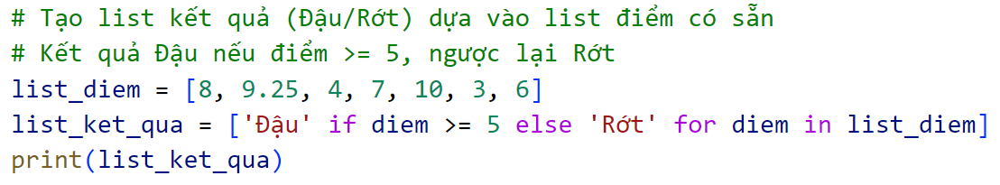 # Tạo list kết quả (Đậu/Rớt) dựa vào list điểm có sẵn
# Kết quả Đậu nếu điểm >= 5, ngược lại Rớt
list_diem = [8, 9.25, 4, 7, 10, 3, 6]
list_ket_qua = ['Đậu' if diem >= 5 else 'Rớt' for diem in list_diem]
print(list_ket_qua)